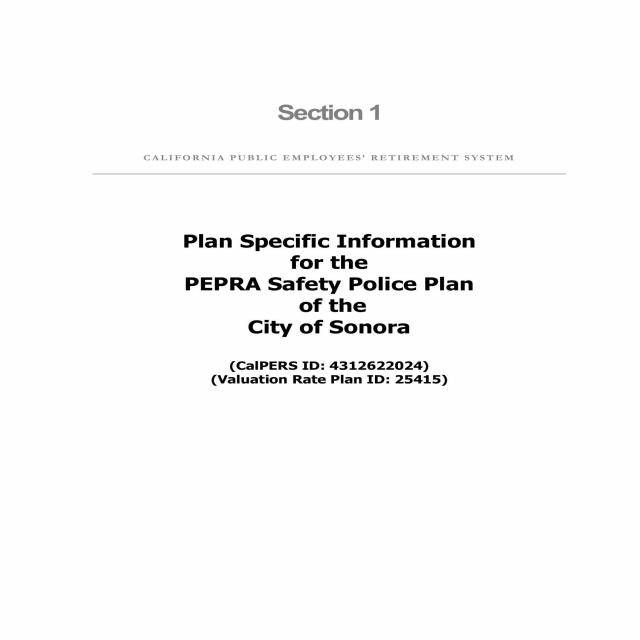 Section 1
CALIFORNIA PUBLIC EMPLOYEES' RETIREMENT SYSTEM
Plan Specific Information
for the
PEPRA Safety Police Plan
of the
City of Sonora
(CalPERS ID: 4312622024)
(Valuation Rate Plan ID: 25415)